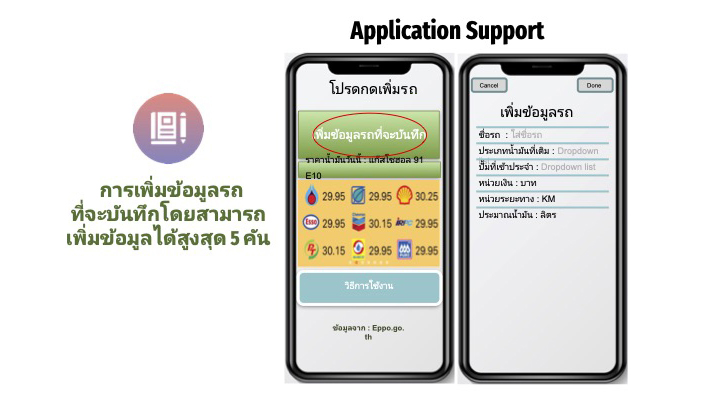 Application Support
การเพิ่มข้อมูลรถ
ที่จะบันทึกโดยสามารถ
เพิ่มข้อมูลได้สูงสุด 5 คัน
โปรดกดเพิ่มรถ
เพิ่มข้อมูลรถที่จะบันทึก
ราคาน้ำมันวันนี้ : แก๊สโซฮอล 91
E10
29.95 29.95 30.25
Esso 29.95 30.15 29.95
30.15 29.95 29.95
วิธีการใช้งาน
ข้อมูลจาก : Eppo.go.
th
Cancel Done
เพิ่มข้อมูลรถ
ชื่อรถ : ใส่ชื่อรถ
ประเภทน้ำมันที่เติม : Dropdown
ปั๊มที่เข้าประจำ : Dropdown list
หน่วยเงิน : บาท
หน่วยระยะทาง : KM
ประมาณน้ำมัน : ลิตร